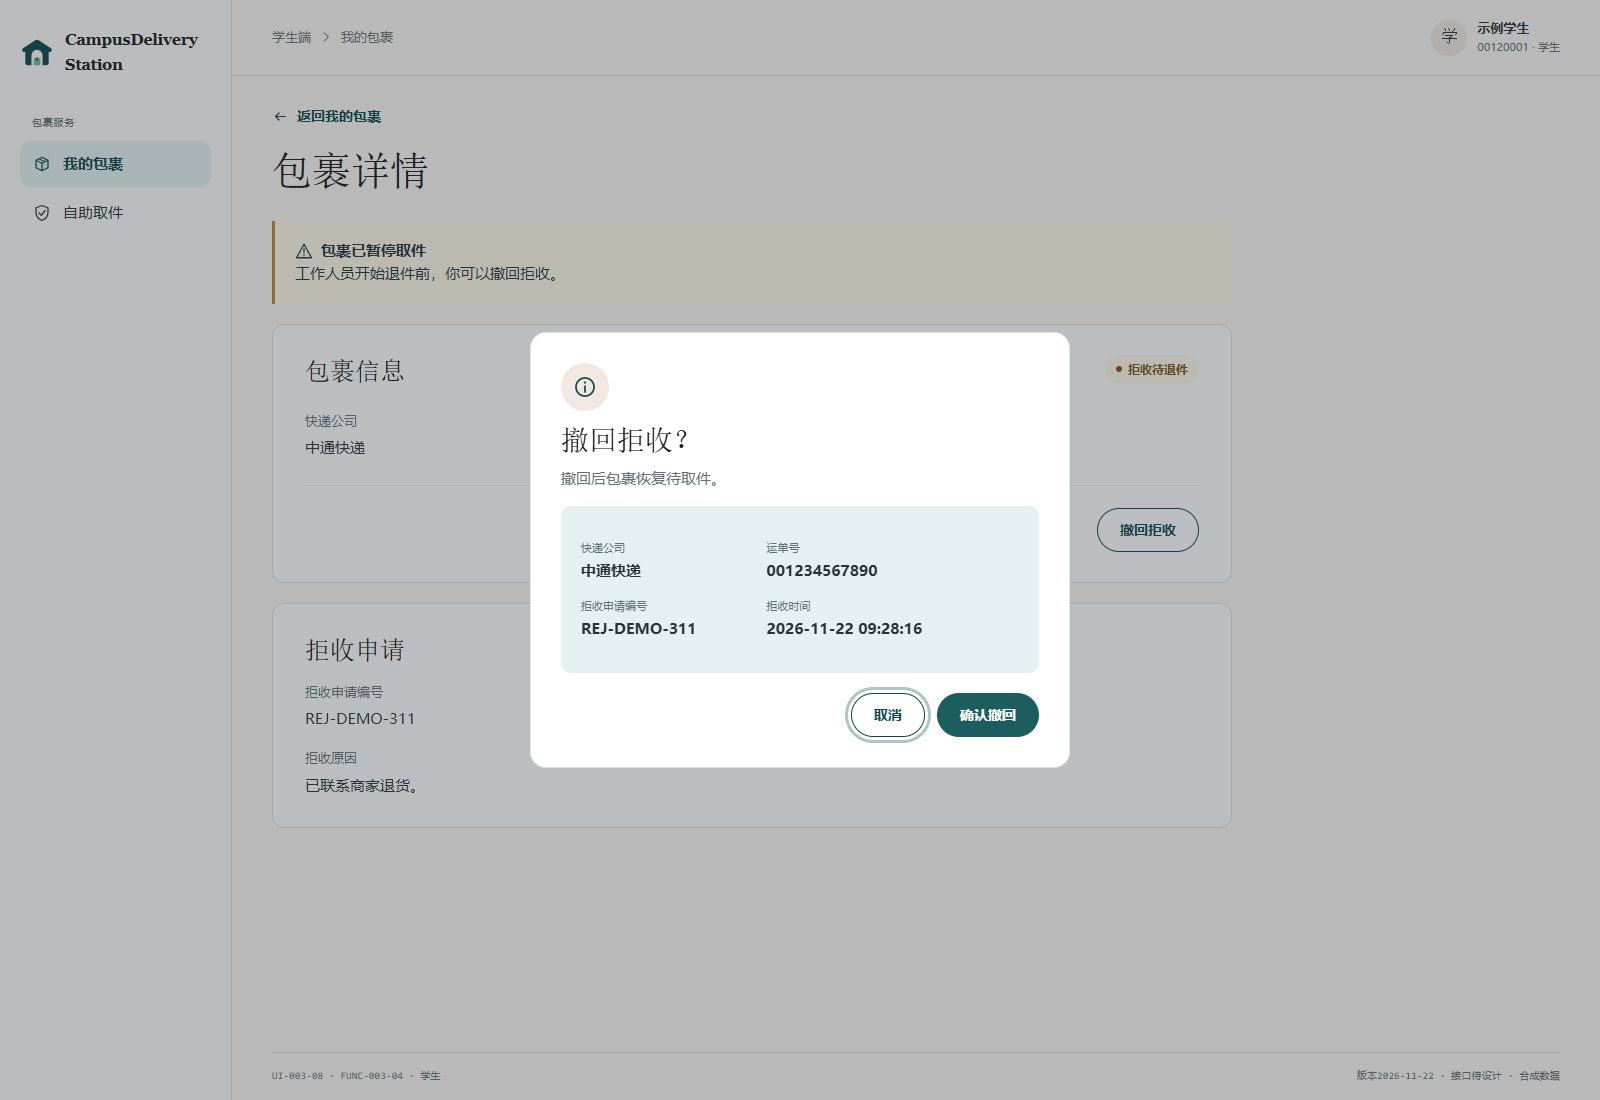 CampusDelivery
Station
包裹服务
我的包裹
自助取件
学生端
我的包裹
学
示例学生
00120001 · 学生
返回我的包裹
包裹详情
包裹已暂停取件
工作人员开始退件前，你可以撤回拒收。
包裹信息
拒收待退件
快递公司
中通快递
撤回拒收
拒收申请
拒收申请编号
REJ-DEMO-311
拒收原因
已联系商家退货。
撤回拒收？
撤回后包裹恢复待取件。
快递公司
中通快递
运单号
001234567890
拒收申请编号
REJ-DEMO-311
拒收时间
2026-11-22 09:28:16
取消
确认撤回
UI-003-08 · FUNC-003-04 · 学生
版本2026-11-22 · 接口待设计 · 合成数据